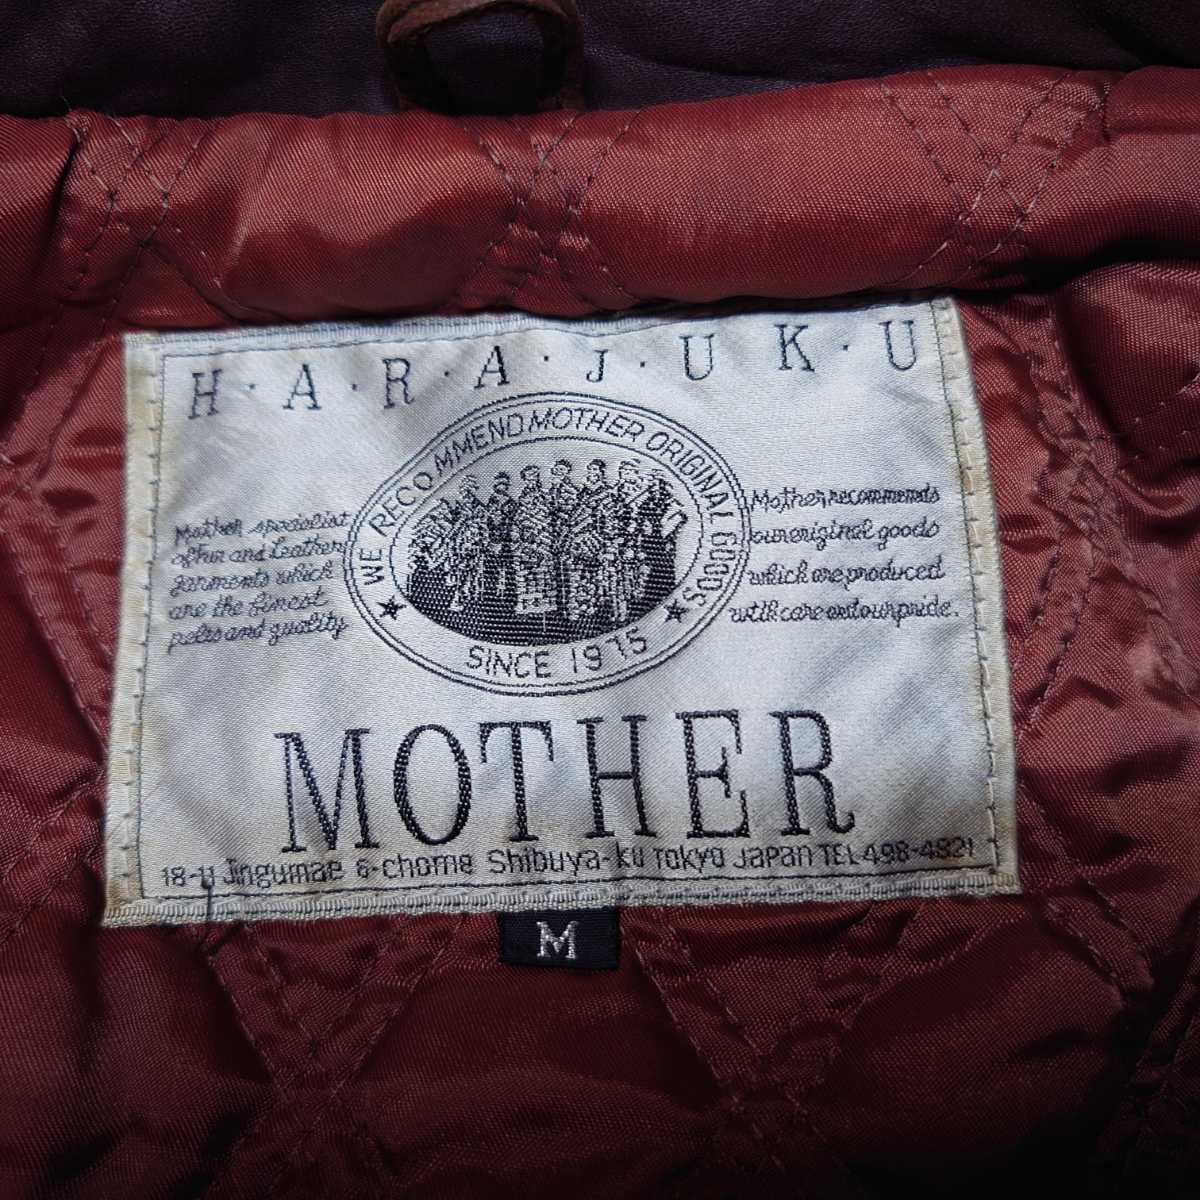 H·A·R·A·J·U·K·U
WE RECOMMEND MOTHER ORIGINAL GOODS
★ SINCE 1975 ★
Mother specialist
of fur and leather
garments which
are the finest
pelts and quality
Mother recommends
our original goods
which are produced
with care and our pride.
MOTHER
18-11 Jingumae 6-chome Shibuya-ku Tokyo Japan TEL 498-4821
M